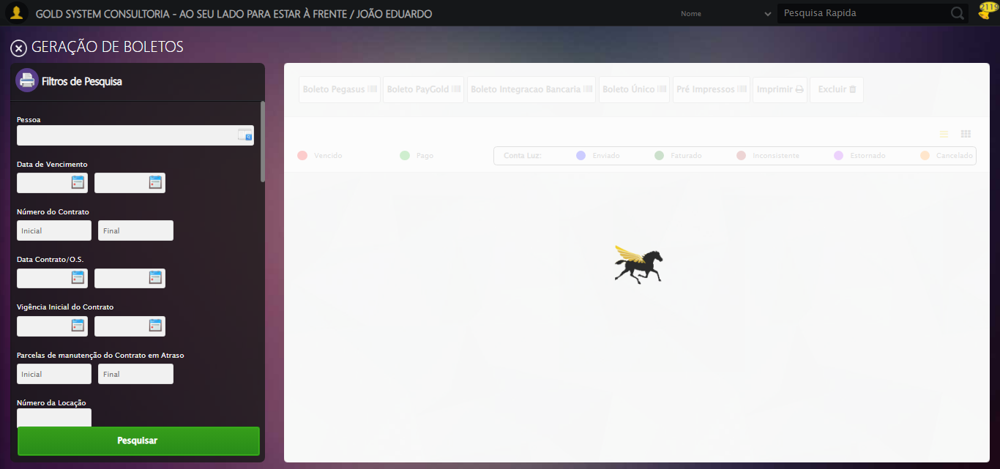 GOLD SYSTEM CONSULTORIA - AO SEU LADO PARA ESTAR À FRENTE / JOÃO EDUARDO
Nome
Pesquisa Rapida
2119
GERAÇÃO DE BOLETOS
Filtros de Pesquisa
Pessoa
Data de Vencimento
Número do Contrato
Inicial Final
Data Contrato/O.S.
Vigência Inicial do Contrato
Parcelas de manutenção do Contrato em Atraso
Inicial Final
Número da Locação
Pesquisar
Boleto Pegasus Boleto PayGold Boleto Integracao Bancaria Boleto Único Pré Impressos Imprimir Excluir
Vencido Pago Conta Luz: Enviado Faturado Inconsistente Estornado Cancelado